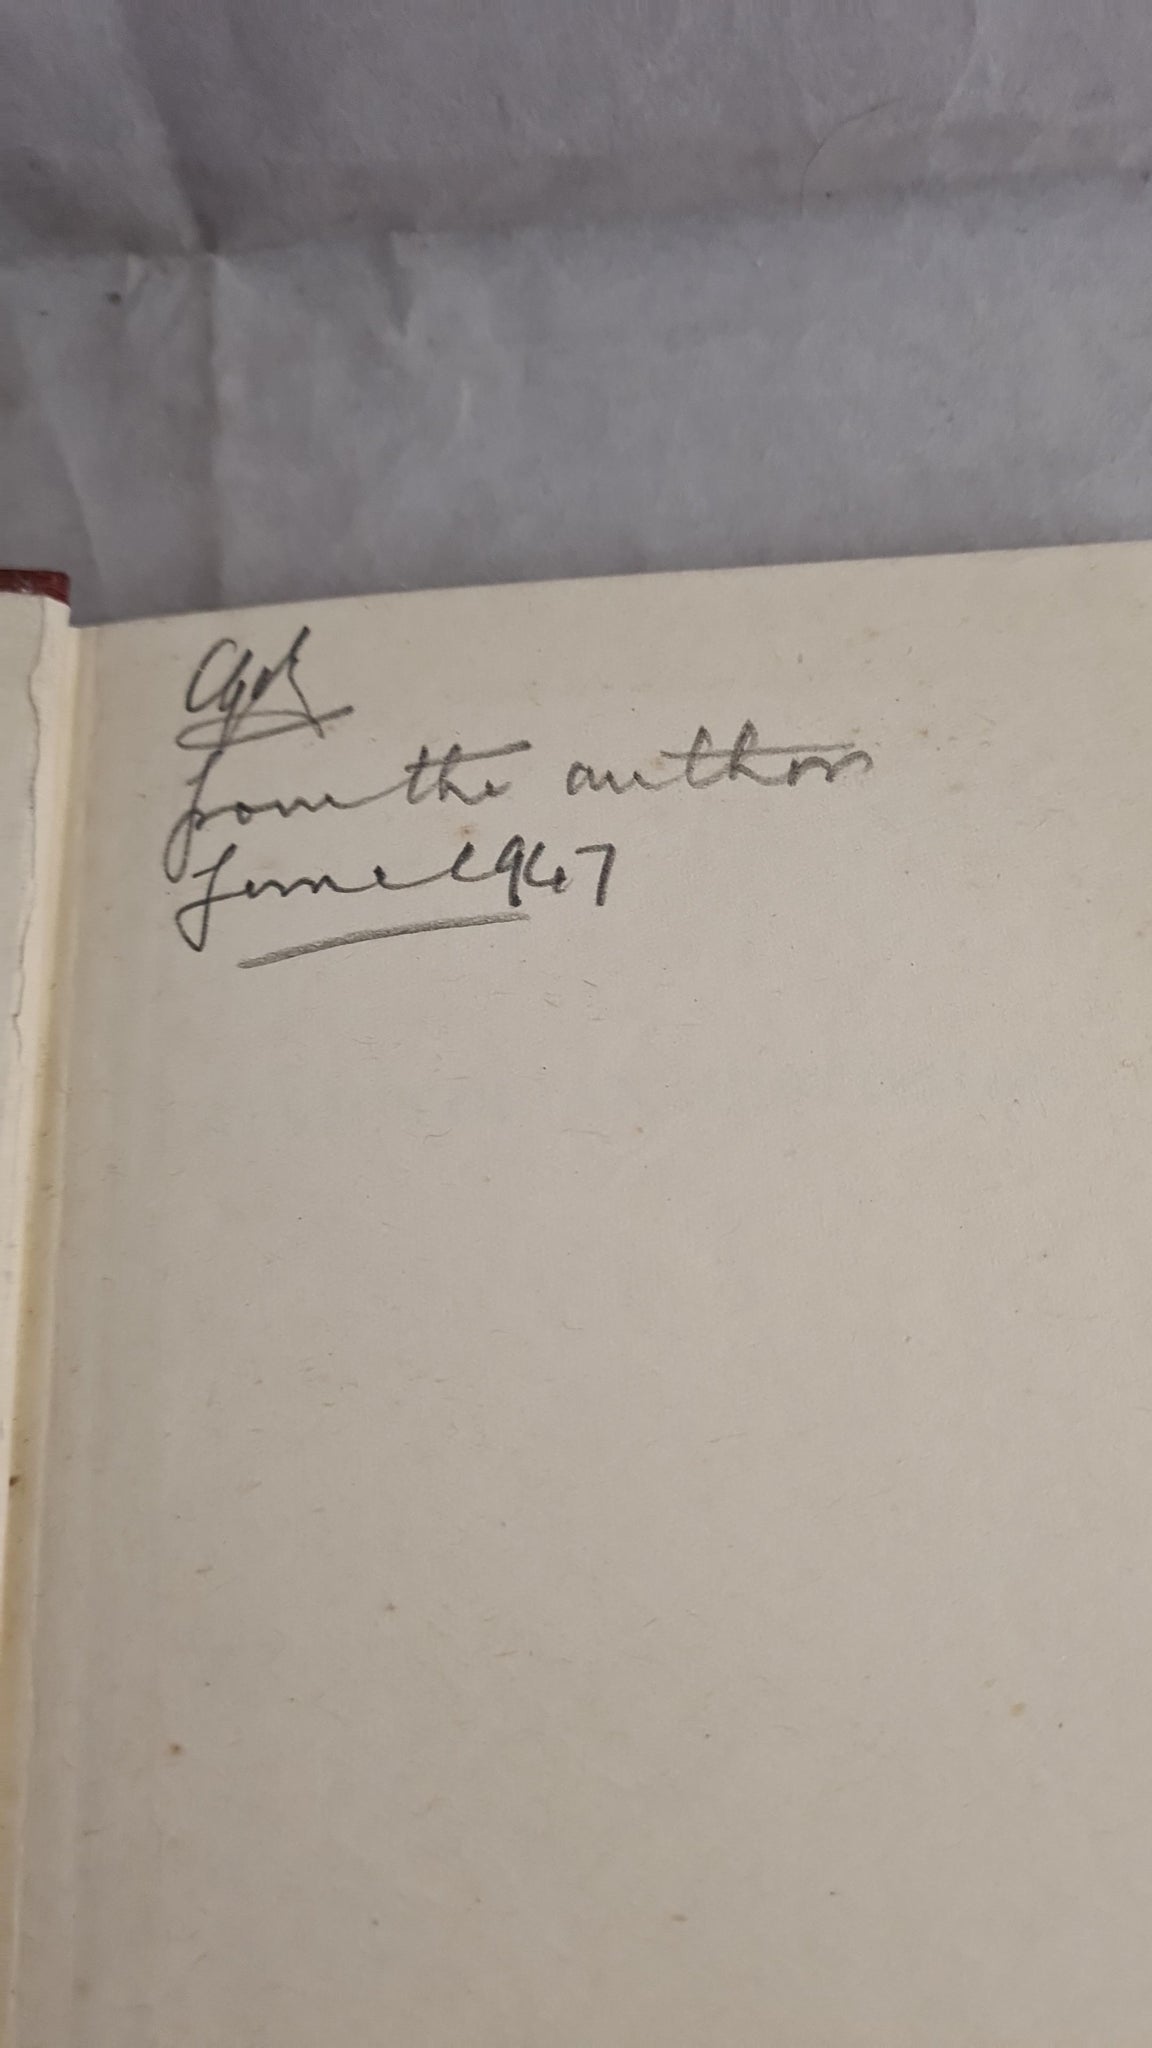 from the author
June 1947